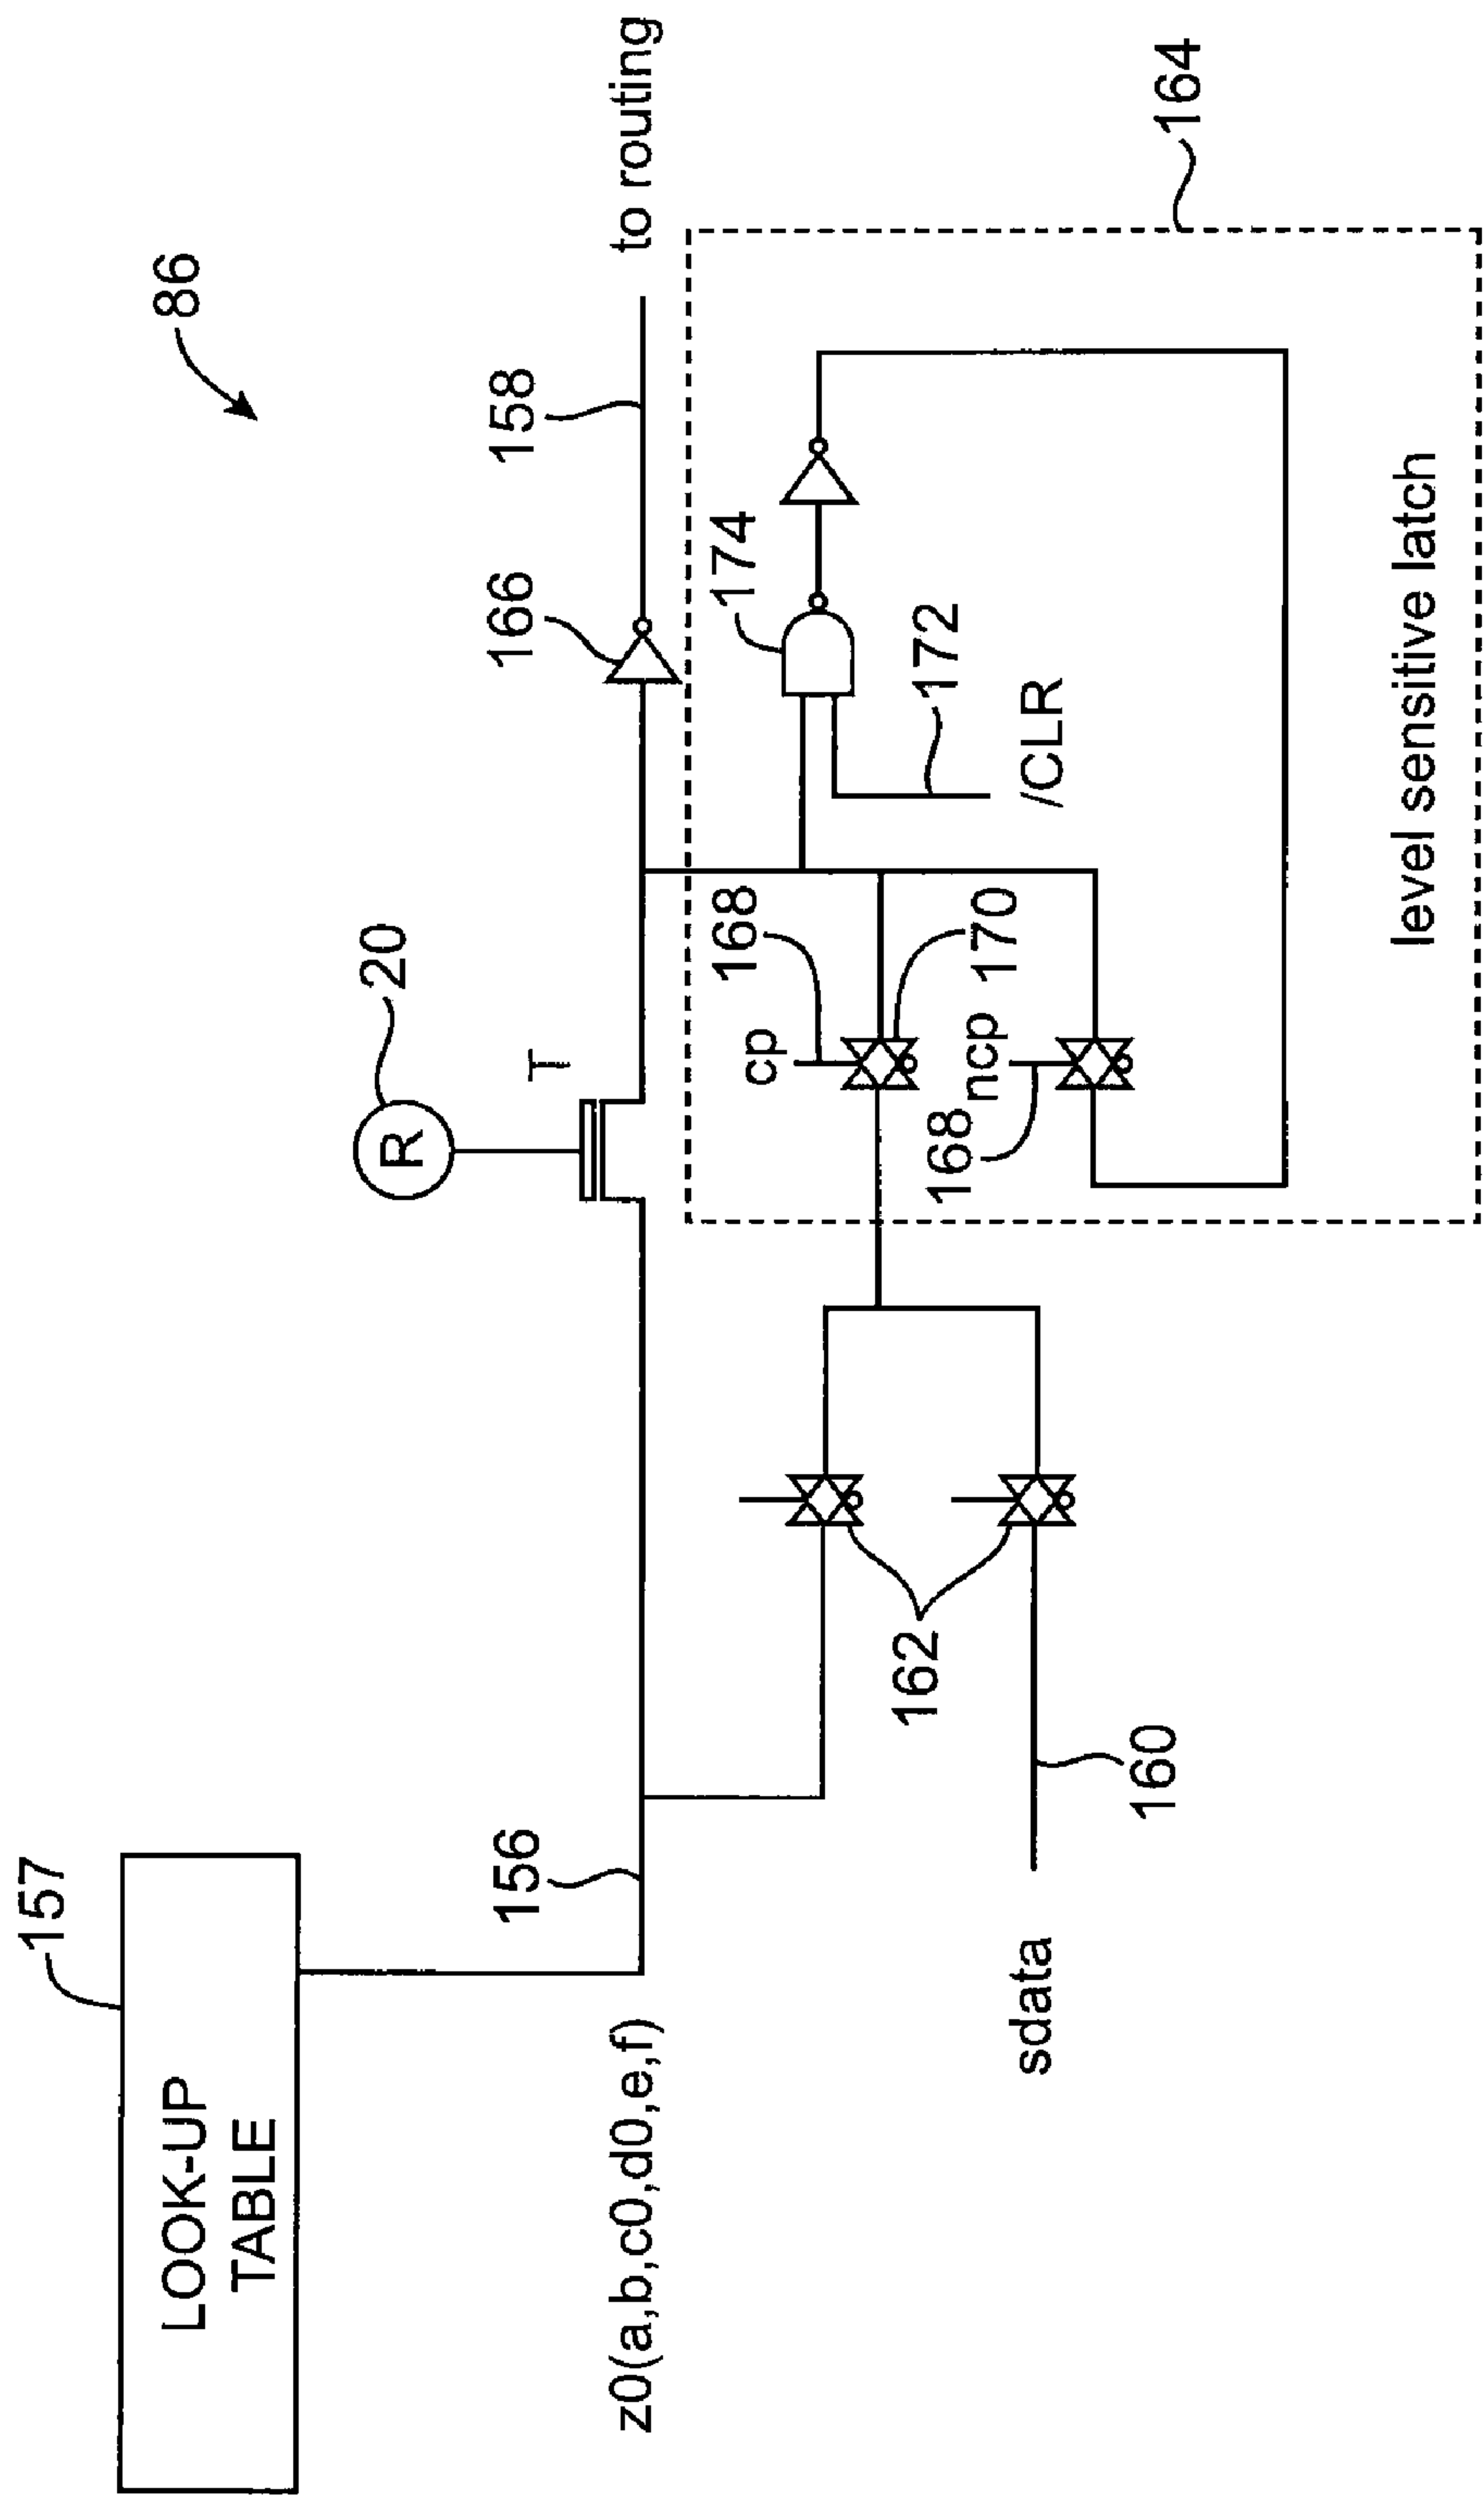 86
157
LOOK-UP
TABLE
20
R
T
156
166
158
to routing
z0(a,b,c0,d0,e,f)
168
cp
174
162
170
ncp
168
172
/CLR
sdata
160
164
level sensitive latch